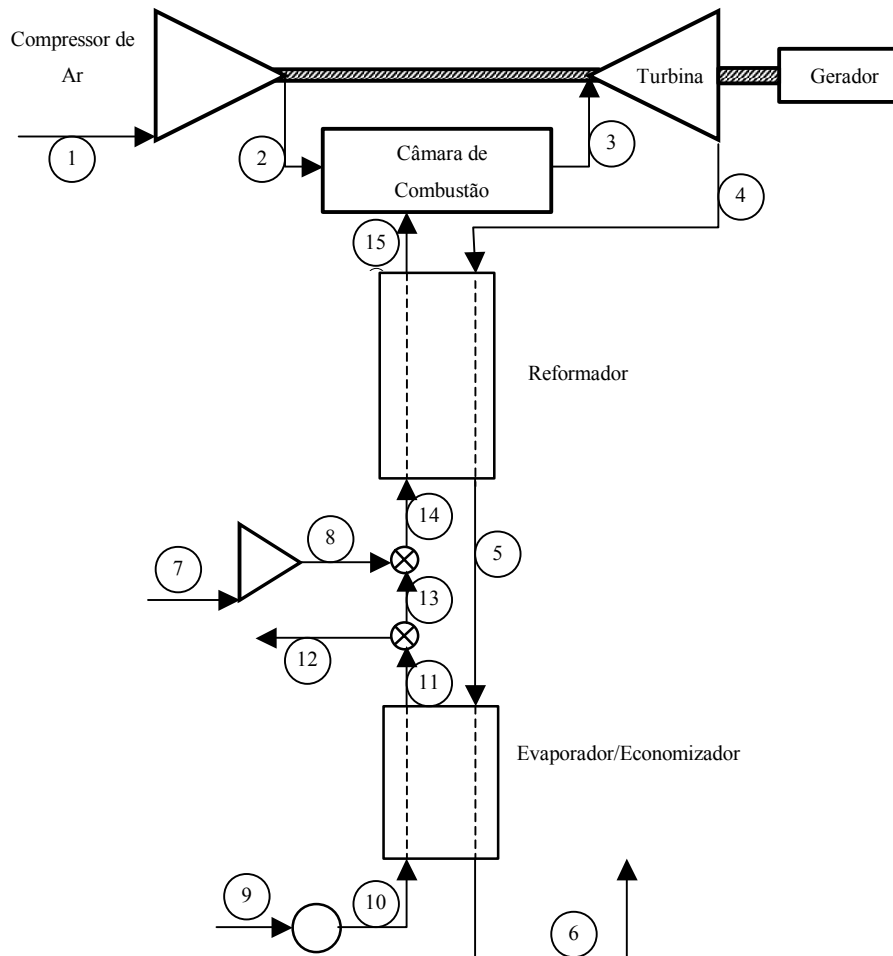 Compressor de
Ar
Turbina
Gerador
1
2
Câmara de
Combustão
3
4
15
Reformador
14
8
7
5
13
12
11
Evaporador/Economizador
9
10
6